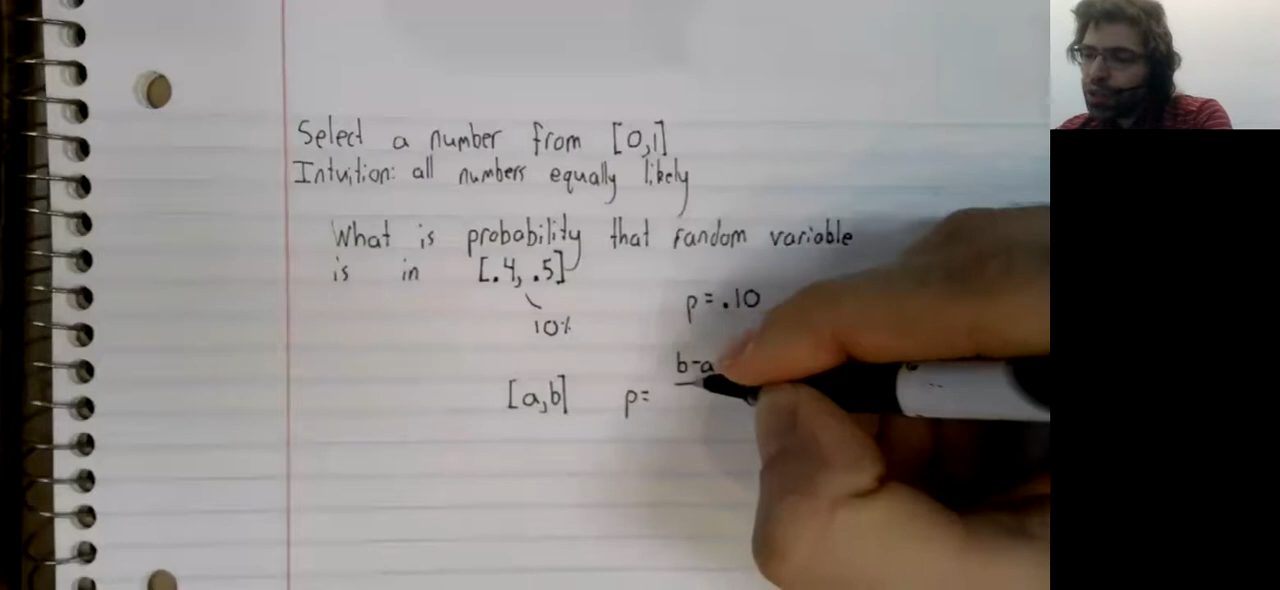 Select a number from [0,1]
Intuition: all numbers equally likely
What is probability that random variable
is in [.4, .5]
10%
p = .10
b-a
[a,b] p=